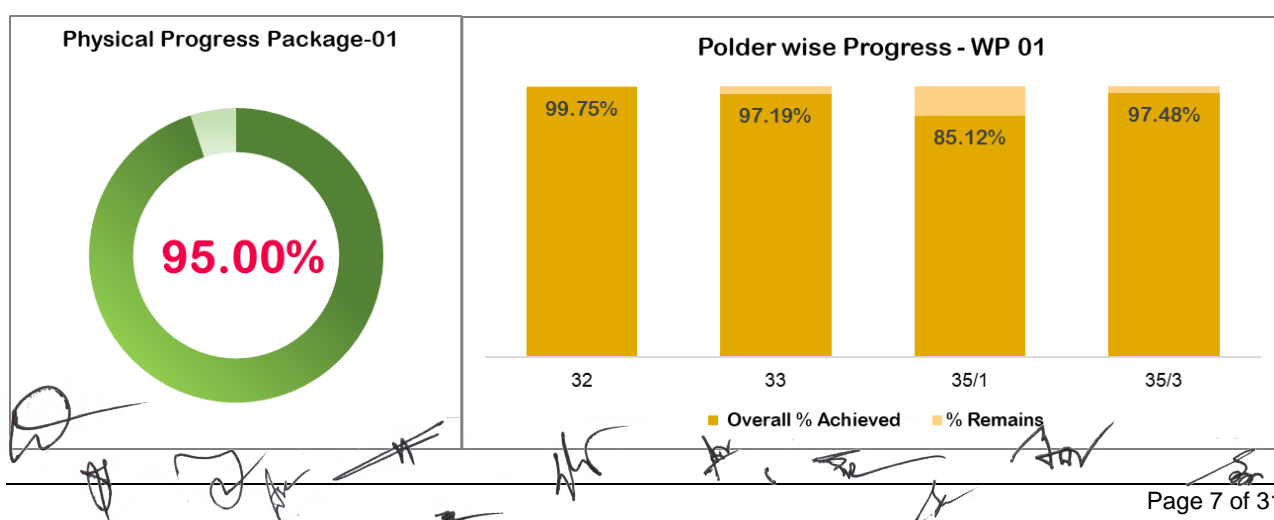 Physical Progress Package-01
95.00%
Polder wise Progress - WP 01
99.75%
97.19%
85.12%
97.48%
32
33
35/1
35/3
Overall % Achieved
% Remains
Page 7 of 31